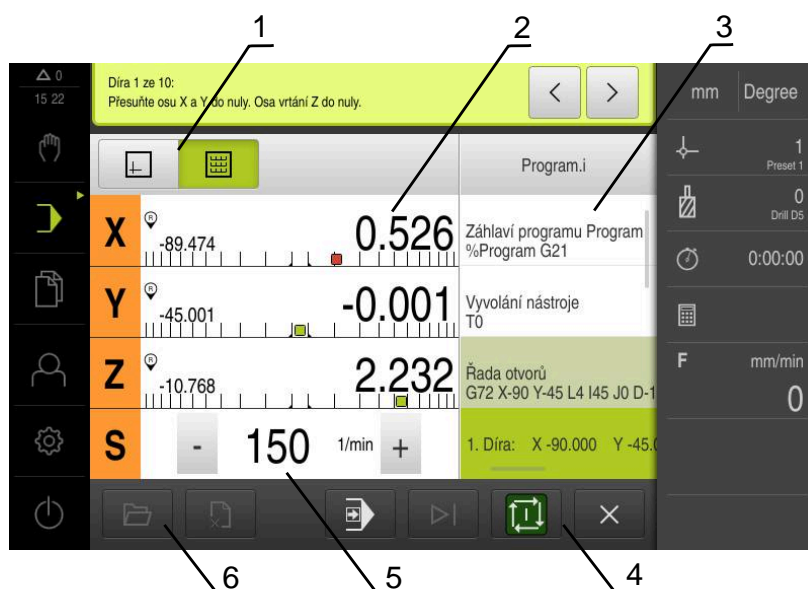 1 2 3
0
15 22
Díra 1 ze 10:
Přesuňte osu X a Y do nuly. Osa vrtání Z do nuly.
mm Degree
1
Preset 1
Program.i
0
Drill D5
X R -89.474 0.526
Záhlaví programu Program
%Program G21
0:00:00
Y R -45.001 -0.001
Vyvolání nástroje
T0
F mm/min
0
Z R -10.768 2.232
Řada otvorů
G72 X-90 Y-45 L4 I45 J0 D-1
S - 150 1/min +
1. Díra: X -90.000 Y -45.0
6 5 4